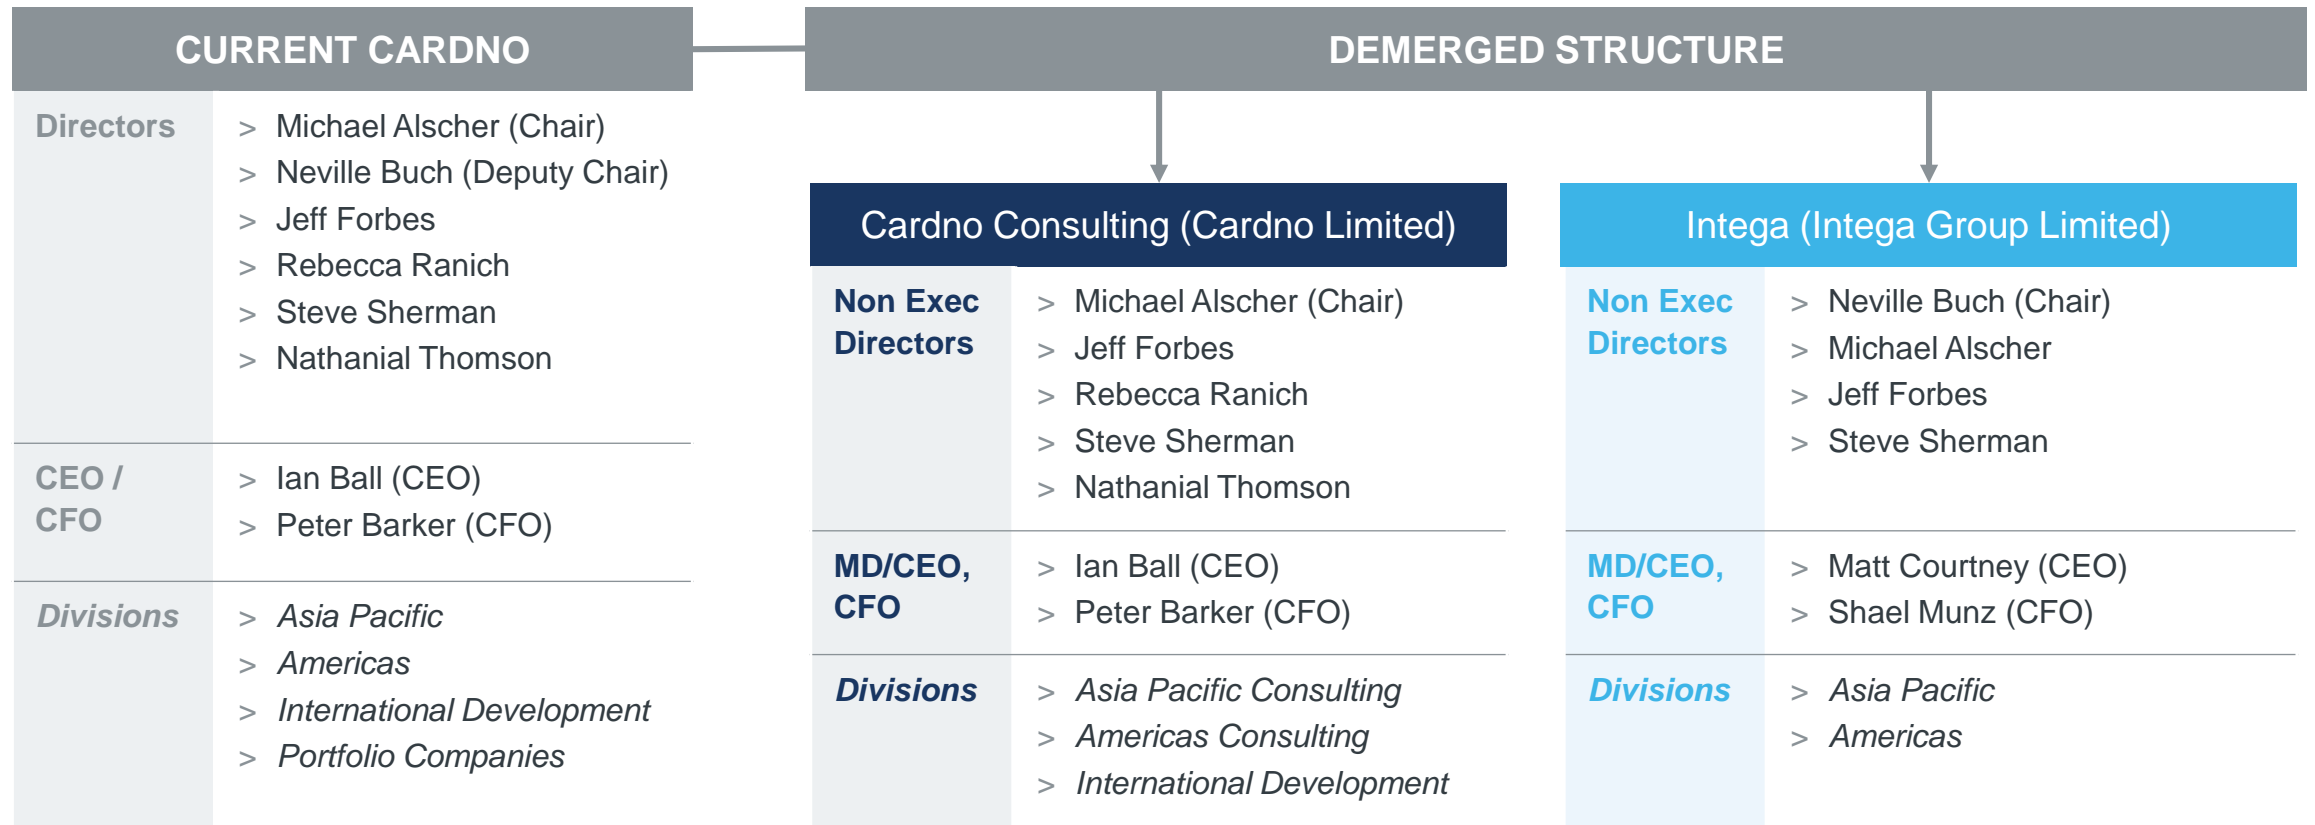 CURRENT CARDNO
Directors
> Michael Alscher (Chair)
> Neville Buch (Deputy Chair)
> Jeff Forbes
> Rebecca Ranich
> Steve Sherman
> Nathanial Thomson
CEO /
CFO
> Ian Ball (CEO)
> Peter Barker (CFO)
Divisions
> Asia Pacific
> Americas
> International Development
> Portfolio Companies
DEMERGED STRUCTURE
Cardno Consulting (Cardno Limited)
Non Exec
Directors
> Michael Alscher (Chair)
> Jeff Forbes
> Rebecca Ranich
> Steve Sherman
> Nathanial Thomson
MD/CEO,
CFO
> Ian Ball (CEO)
> Peter Barker (CFO)
Divisions
> Asia Pacific Consulting
> Americas Consulting
> International Development
Intega (Intega Group Limited)
Non Exec
Directors
> Neville Buch (Chair)
> Michael Alscher
> Jeff Forbes
> Steve Sherman
MD/CEO,
CFO
> Matt Courtney (CEO)
> Shael Munz (CFO)
Divisions
> Asia Pacific
> Americas